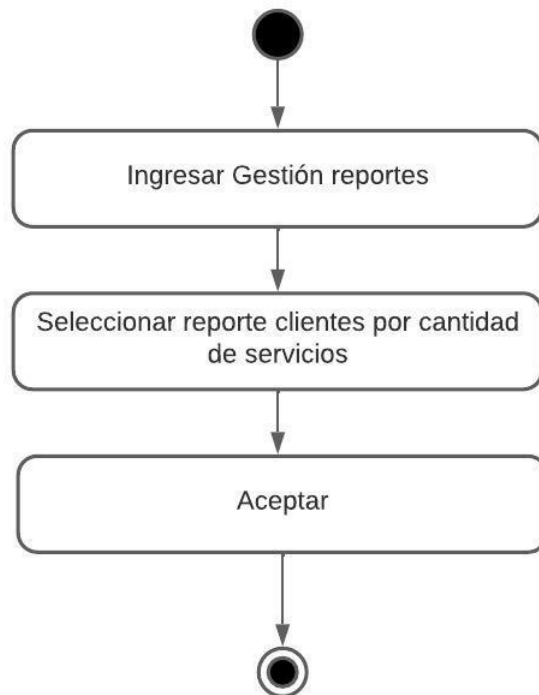 Ingresar Gestión reportes
Seleccionar reporte clientes por cantidad
de servicios
Aceptar